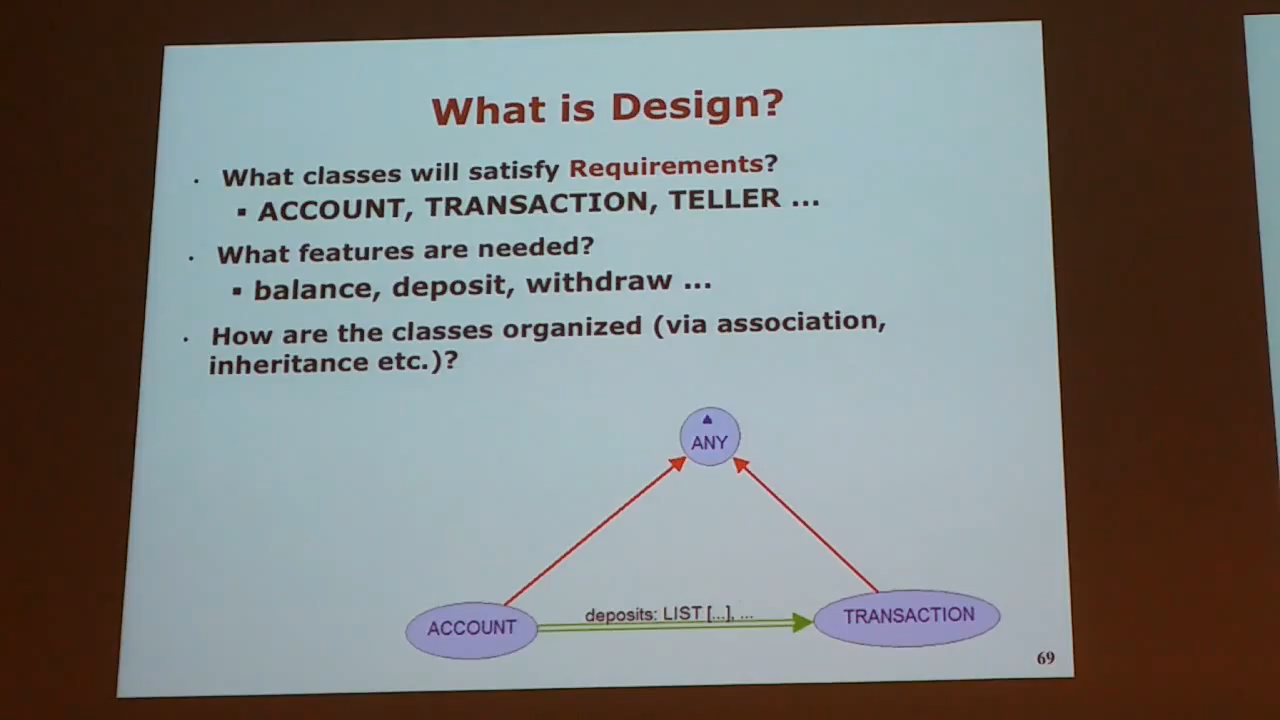 What is Design?
· What classes will satisfy Requirements?
▪ ACCOUNT, TRANSACTION, TELLER ...
· What features are needed?
▪ balance, deposit, withdraw ...
· How are the classes organized (via association,
inheritance etc.)?
▲
ANY
deposits: LIST [...], ...
ACCOUNT
TRANSACTION
69